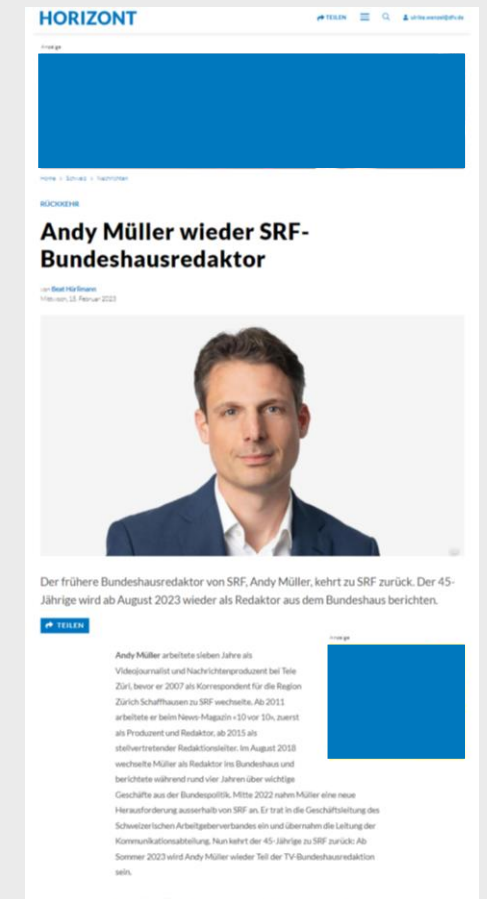 HORIZONT
TEILEN
ulrika.wenzel@dfv.de
Anzeige
Home > Schweiz > Nachrichten
RÜCKKEHR
Andy Müller wieder SRF-
Bundeshausredaktor
von Beat Hürlimann
Mittwoch, 15. Februar 2023
Der frühere Bundeshausredaktor von SRF, Andy Müller, kehrt zu SRF zurück. Der 45-
Jährige wird ab August 2023 wieder als Redaktor aus dem Bundeshaus berichten.
TEILEN
Anzeige
Andy Müller arbeitete sieben Jahre als
Videojournalist und Nachrichtenproduzent bei Tele
Züri, bevor er 2007 als Korrespondent für die Region
Zürich Schaffhausen zu SRF wechselte. Ab 2011
arbeitete er beim News-Magazin «10 vor 10», zuerst
als Produzent und Redaktor, ab 2015 als
stellvertretender Redaktionsleiter. Im August 2018
wechselte Müller als Redaktor ins Bundeshaus und
berichtete während rund vier Jahren über wichtige
Geschäfte aus der Bundespolitik. Mitte 2022 nahm Müller eine neue
Herausforderung ausserhalb von SRF an. Er trat in die Geschäftsleitung des
Schweizerischen Arbeitgeberverbandes ein und übernahm die Leitung der
Kommunikationsabteilung. Nun kehrt der 45-Jährige zu SRF zurück: Ab
Sommer 2023 wird Andy Müller wieder Teil der TV-Bundeshausredaktion
sein.